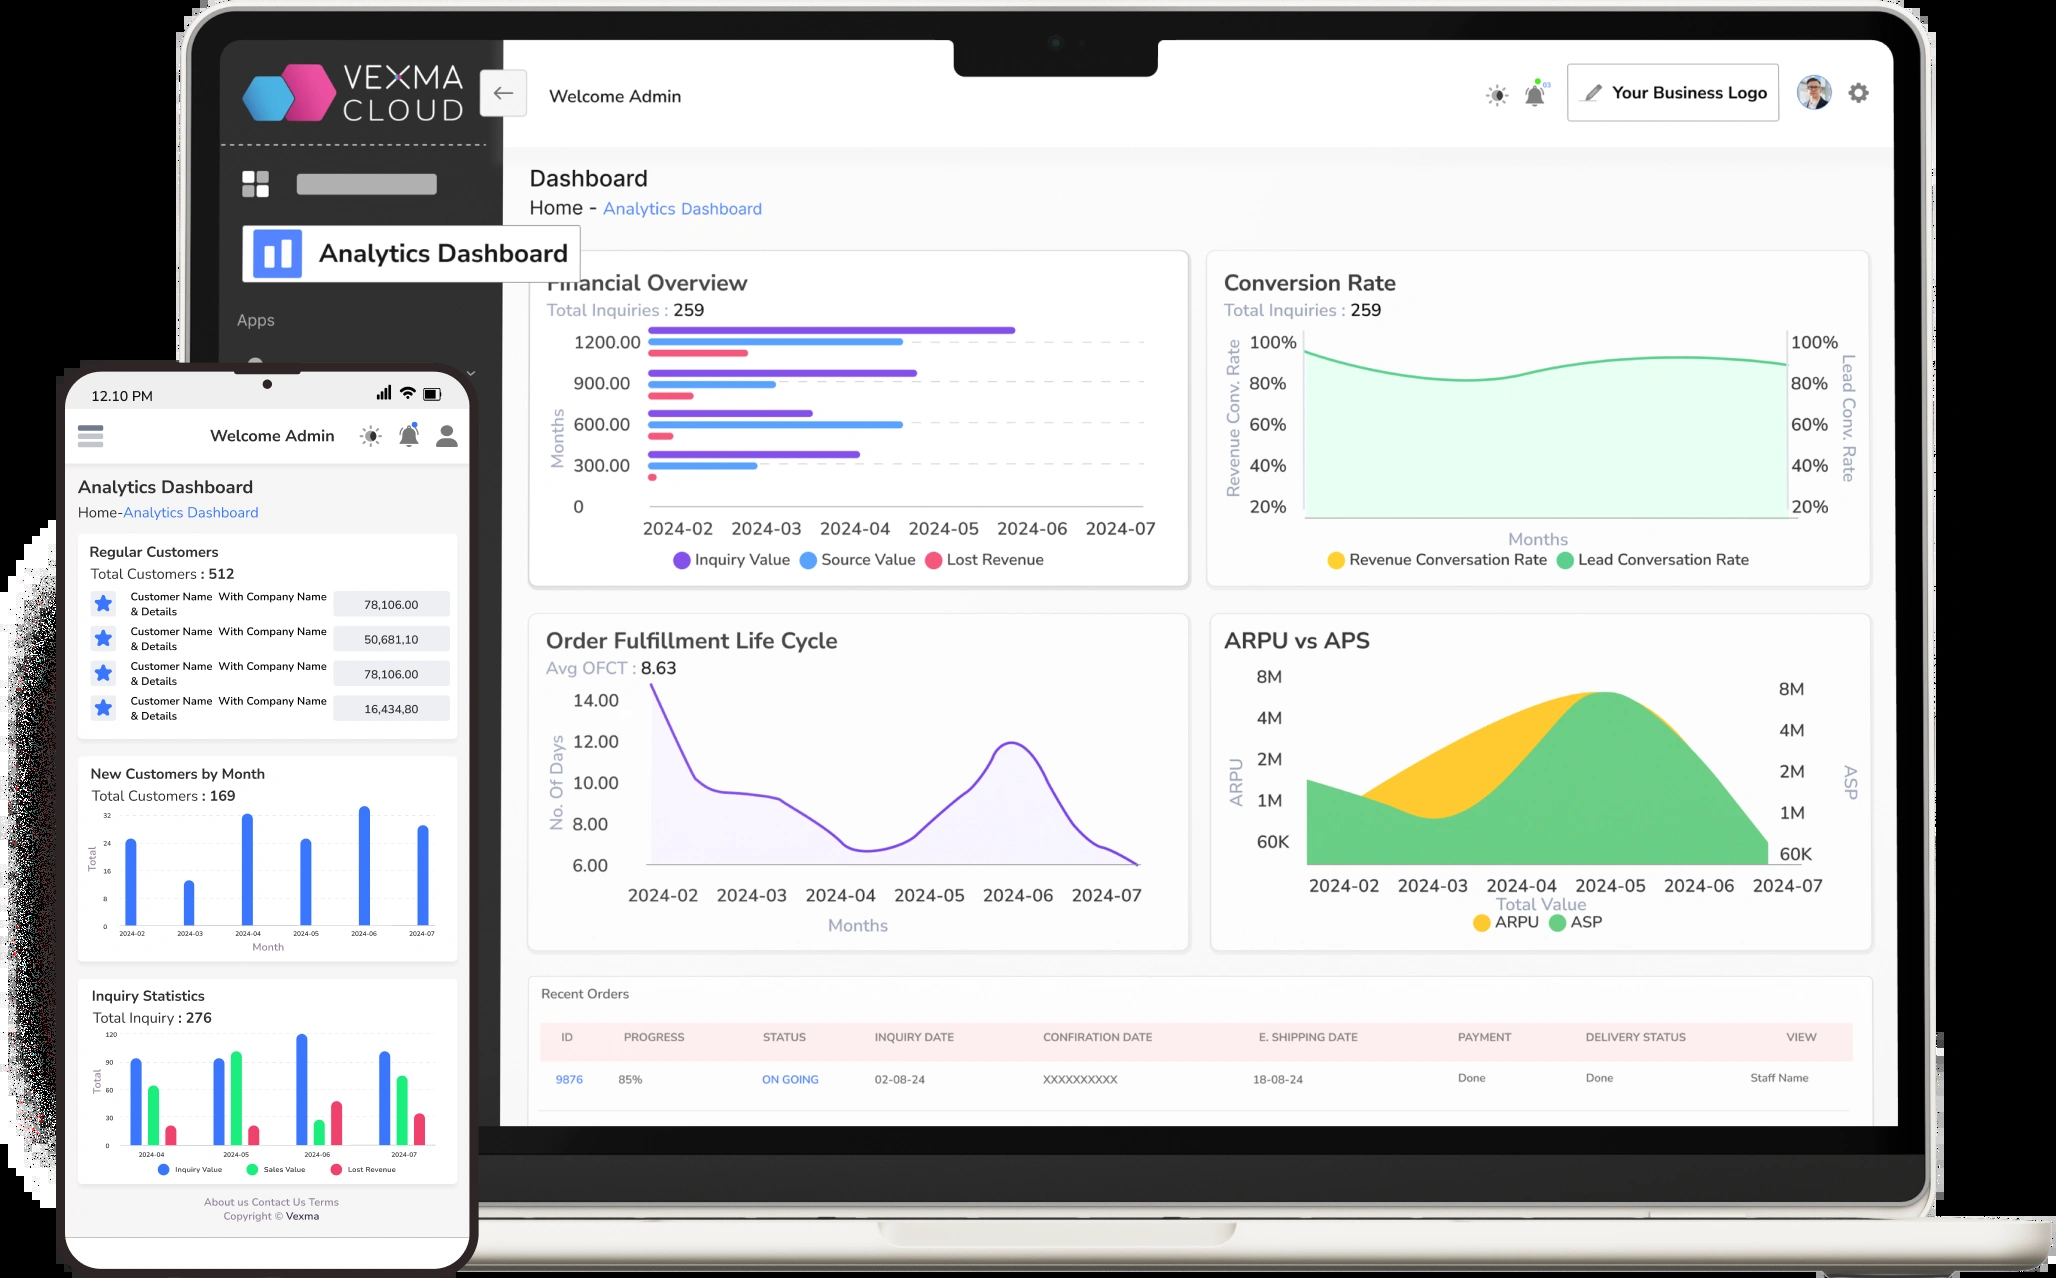 VEXMA
CLOUD
Welcome Admin
03
Your Business Logo
Dashboard
Home - Analytics Dashboard
Analytics Dashboard
Apps
Financial Overview
Total Inquiries : 259
1200.00
900.00
600.00
300.00
0
Months
2024-02 2024-03 2024-04 2024-05 2024-06 2024-07
Inquiry Value Source Value Lost Revenue
Conversion Rate
Total Inquiries : 259
Revenue Conv. Rate
100% 100%
80% 80%
60% 60%
40% 40%
20% 20%
Lead Conv. Rate
Months
Revenue Conversation Rate Lead Conversation Rate
Order Fulfillment Life Cycle
Avg OFCT : 8.63
No. Of Days
14.00
12.00
10.00
8.00
6.00
2024-02 2024-03 2024-04 2024-05 2024-06 2024-07
Months
ARPU vs APS
ARPU
8M 8M
4M 4M
2M 2M
1M 1M
60K 60K
ASP
2024-02 2024-03 2024-04 2024-05 2024-06 2024-07
Total Value
ARPU ASP
Recent Orders
ID PROGRESS STATUS INQUIRY DATE CONFIRATION DATE E. SHIPPING DATE PAYMENT DELIVERY STATUS VIEW
9876 85% ON GOING 02-08-24 XXXXXXXXXX 18-08-24 Done Done Staff Name
12.10 PM
Welcome Admin
Analytics Dashboard
Home-Analytics Dashboard
Regular Customers
Total Customers : 512
Customer Name With Company Name
& Details
78,106.00
Customer Name With Company Name
& Details
50,681,10
Customer Name With Company Name
& Details
78,106.00
Customer Name With Company Name
& Details
16,434,80
New Customers by Month
Total Customers : 169
Total
32
24
16
8
0
2024-02 2024-03 2024-04 2024-05 2024-06 2024-07
Month
Inquiry Statistics
Total Inquiry : 276
Total
120
90
60
30
0
2024-04 2024-05 2024-06 2024-07
Inquiry Value Sales Value Lost Revenue
About us Contact Us Terms
Copyright © Vexma